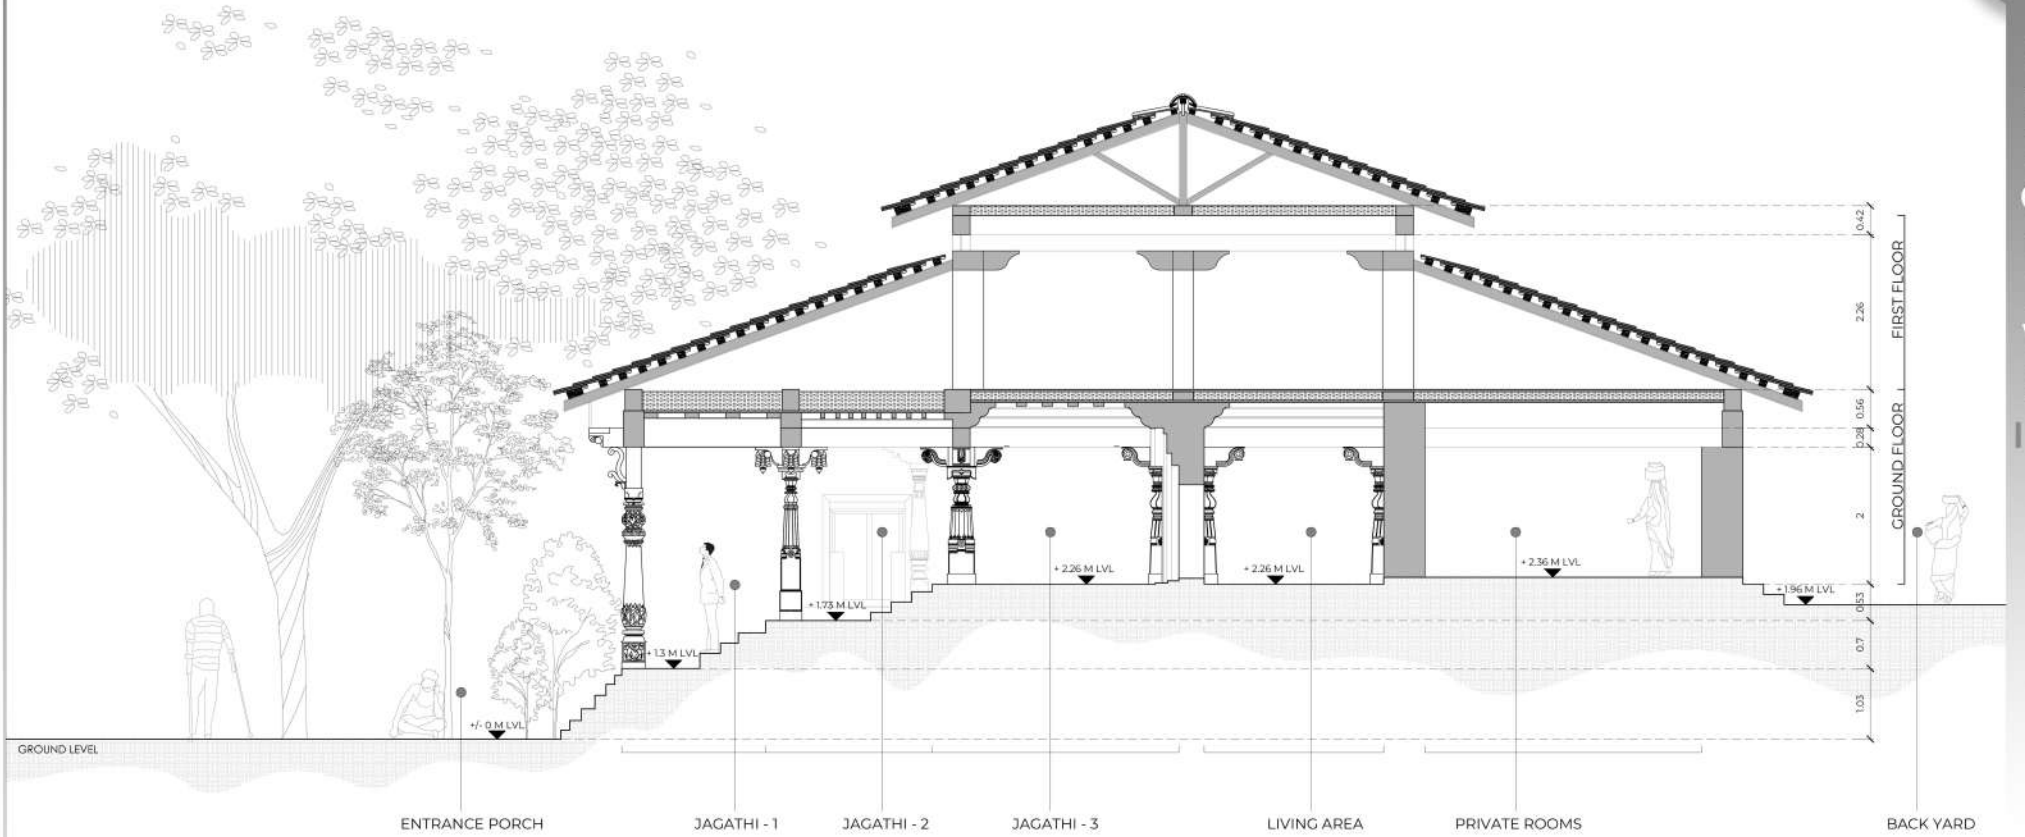 0.42
FIRST FLOOR
2.26
0.56
0.28
GROUND FLOOR
2
+ 2.26 M LVL
+ 2.26 M LVL
+ 2.36 M LVL
+ 1.96 M LVL
+ 1.73 M LVL
0.53
+ 1.3 M LVL
0.7
1.03
+/- 0 M LVL
GROUND LEVEL
ENTRANCE PORCH
JAGATHI - 1
JAGATHI - 2
JAGATHI - 3
LIVING AREA
PRIVATE ROOMS
BACK YARD